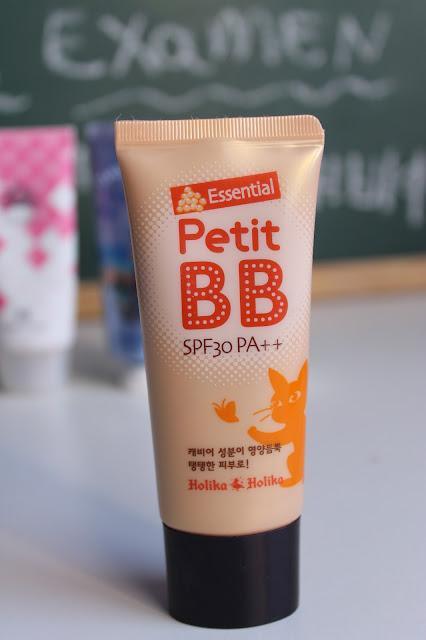 Examen
Essential
Petit
BB
SPF30 PA++
캐비어 성분이 영양듬뿍
탱탱한 피부로!
Holika Holika